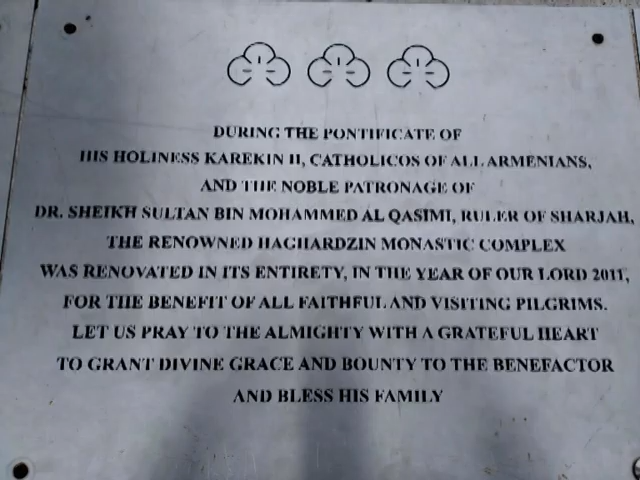 DURING THE PONTIFICATE OF
HIS HOLINESS KAREKIN II, CATHOLICOS OF ALL ARMENIANS,
AND THE NOBLE PATRONAGE OF
DR. SHEIKH SULTAN BIN MOHAMMED AL QASIMI, RULER OF SHARJAH,
THE RENOWNED HAGHARDZIN MONASTIC COMPLEX
WAS RENOVATED IN ITS ENTIRETY, IN THE YEAR OF OUR LORD 2011,
FOR THE BENEFIT OF ALL FAITHFUL AND VISITING PILGRIMS.
LET US PRAY TO THE ALMIGHTY WITH A GRATEFUL HEART
TO GRANT DIVINE GRACE AND BOUNTY TO THE BENEFACTOR
AND BLESS HIS FAMILY